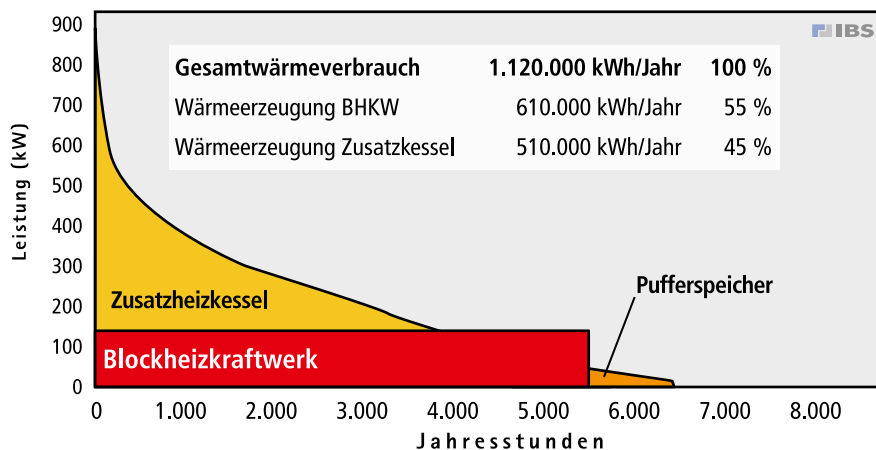 IBS
Gesamtwärmeverbrauch 1.120.000 kWh/Jahr 100 %
Wärmeerzeugung BHKW 610.000 kWh/Jahr 55 %
Wärmeerzeugung Zusatzkessel 510.000 kWh/Jahr 45 %
Leistung (kW)
900
800
700
600
500
400
300
200
100
0
Pufferspeicher
Zusatzheizkessel
Blockheizkraftwerk
0 1.000 2.000 3.000 4.000 5.000 6.000 7.000 8.000
Jahresstunden